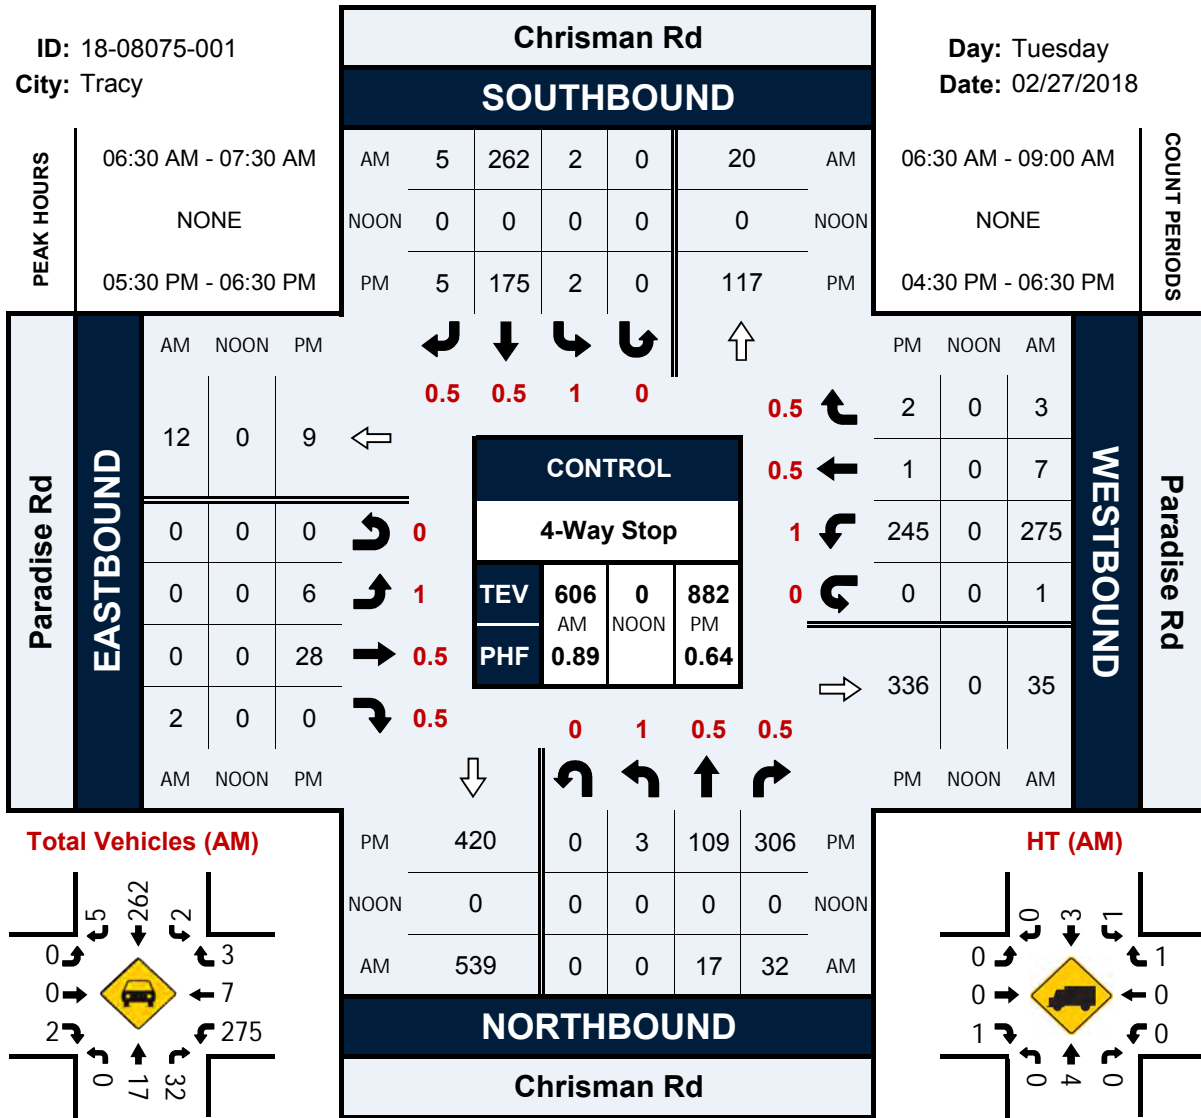 ID: 18-08075-001
City: Tracy
Chrisman Rd
SOUTHBOUND
Day: Tuesday
Date: 02/27/2018
PEAK HOURS
06:30 AM - 07:30 AM
NONE
05:30 PM - 06:30 PM
AM 5 262 2 0 20 AM
NOON 0 0 0 0 0 NOON
PM 5 175 2 0 117 PM
06:30 AM - 09:00 AM
NONE
04:30 PM - 06:30 PM
COUNT PERIODS
0.5 0.5 1 0
Paradise Rd
EASTBOUND
AM NOON PM
12 0 9
0 0 0 0
0 0 6 1
0 0 28 0.5
2 0 0 0.5
AM NOON PM
CONTROL
4-Way Stop
TEV 606 0 882
AM NOON PM
PHF 0.89 0.64
PM NOON AM
0.5 2 0 3
0.5 1 0 7
1 245 0 275
0 0 0 1
336 0 35
PM NOON AM
WESTBOUND
Paradise Rd
0 1 0.5 0.5
PM 420 0 3 109 306 PM
NOON 0 0 0 0 0 NOON
AM 539 0 0 17 32 AM
NORTHBOUND
Chrisman Rd
Total Vehicles (AM)
5 262 2
0 3
0 7
2 275
0 17 32
HT (AM)
0 3 1
0 1
0 0
1 0
0 4 0